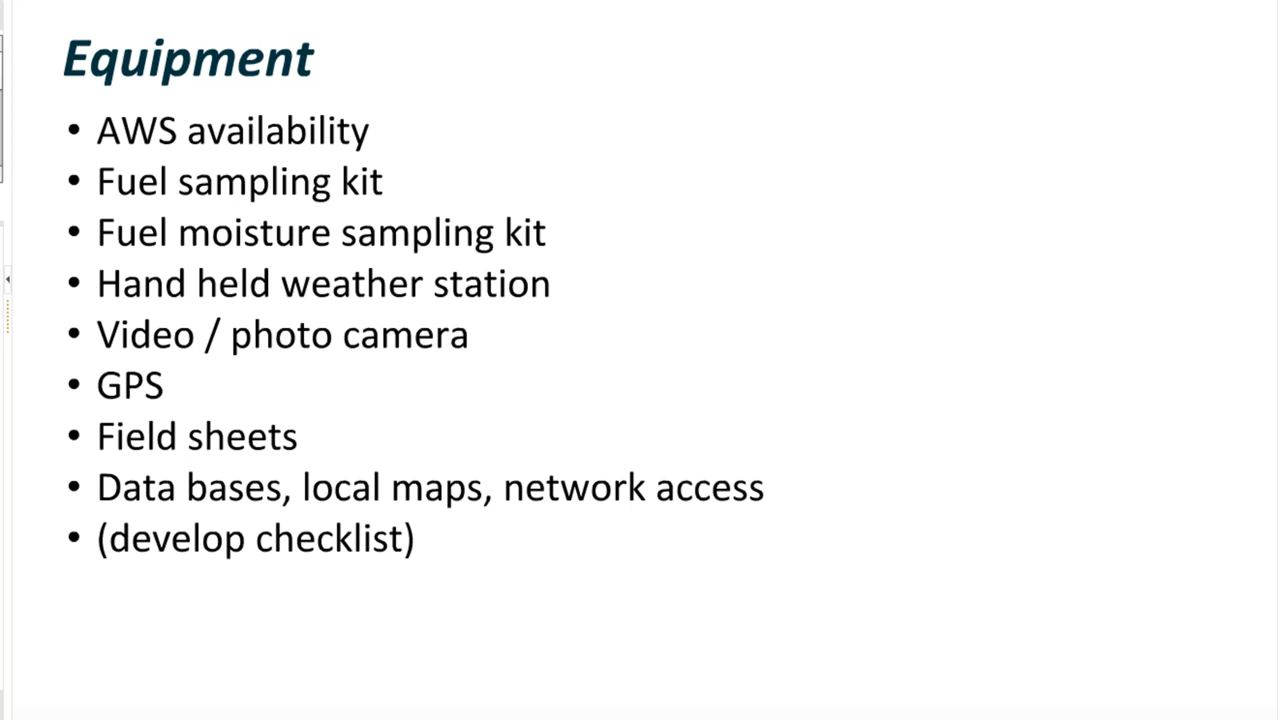 Equipment
• AWS availability
• Fuel sampling kit
• Fuel moisture sampling kit
• Hand held weather station
• Video / photo camera
• GPS
• Field sheets
• Data bases, local maps, network access
• (develop checklist)